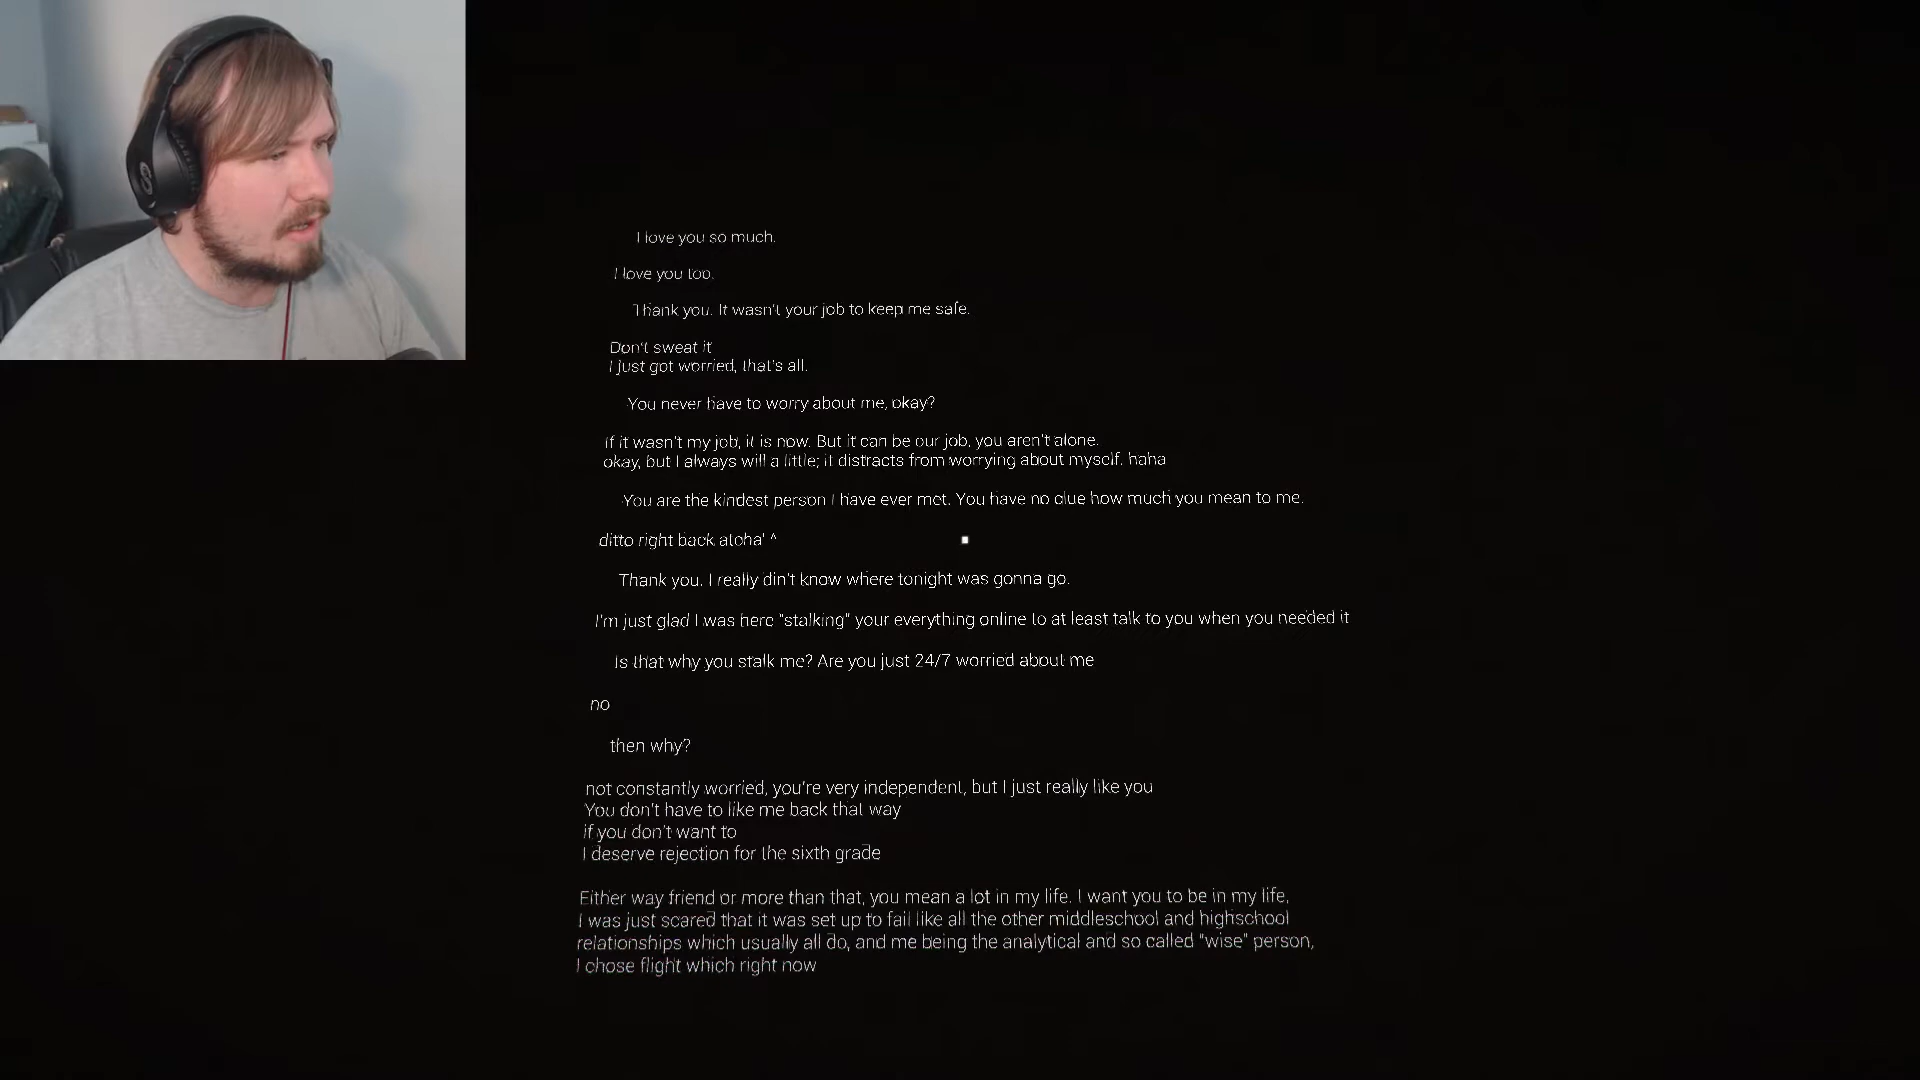 I love you so much.
I love you too.
Thank you. It wasn't your job to keep me safe.
Don't sweat it
I just got worried, that's all.
You never have to worry about me, okay?
If it wasn't my job, it is now. But it can be our job, you aren't alone.
okay, but I always will a little; it distracts from worrying about myself. haha
You are the kindest person I have ever met. You have no clue how much you mean to me.
ditto right back atcha' ^
Thank you. I really din't know where tonight was gonna go.
I'm just glad I was here "stalking" your everything online to at least talk to you when you needed it
Is that why you stalk me? Are you just 24/7 worried about me
no
then why?
not constantly worried, you're very independent, but I just really like you
You don't have to like me back that way
if you don't want to
I deserve rejection for the sixth grade
Either way friend or more than that, you mean a lot in my life. I want you to be in my life,
I was just scared that it was set up to fail like all the other middleschool and highschool
relationships which usually all do, and me being the analytical and so called "wise" person,
I chose flight which right now